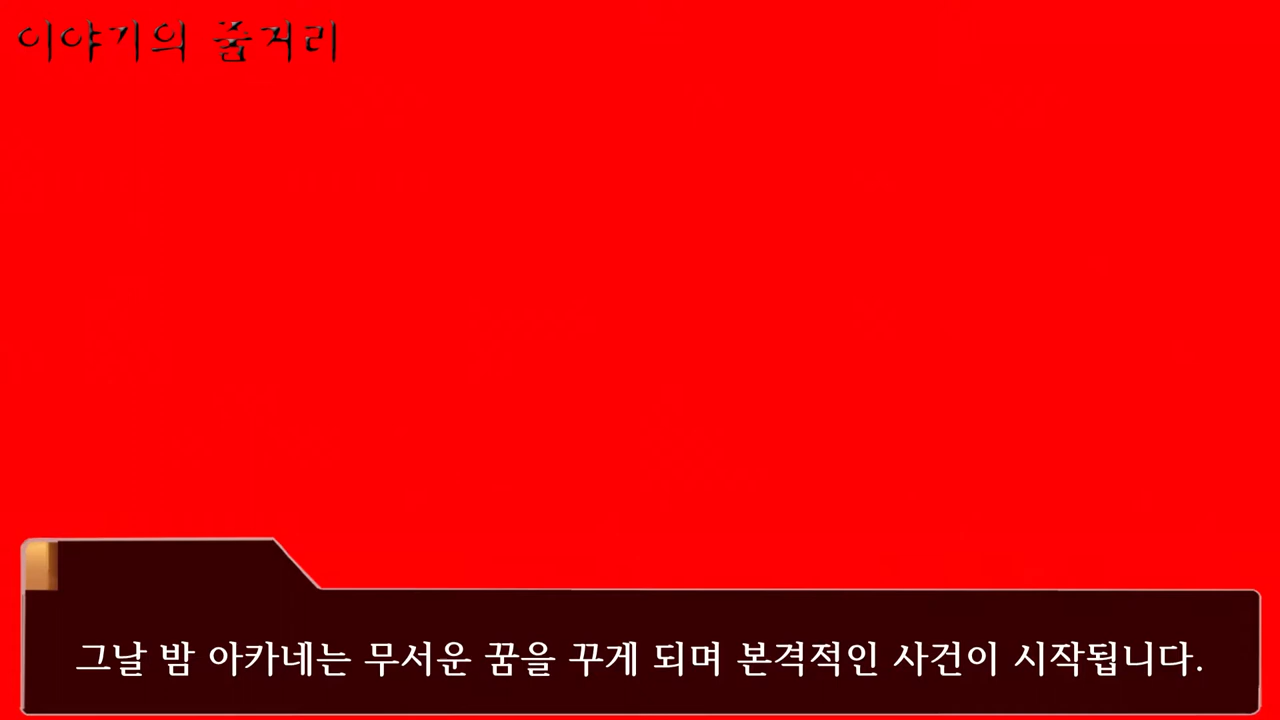 이야기의 줄거리
그날 밤 아카네는 무서운 꿈을 꾸게 되며 본격적인 사건이 시작됩니다.